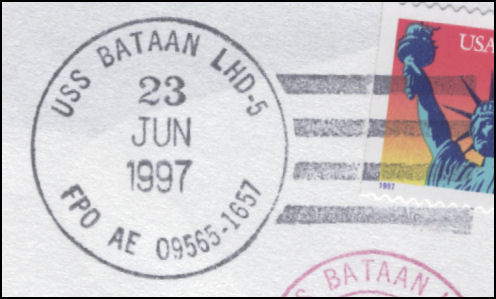 USS BATAAN LHD-5
23
JUN
1997
FPO AE 09565-1657
USA
1997
BATAAN